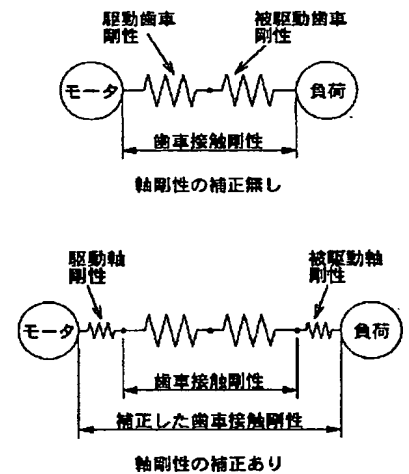 駆動歯車
剛性
被駆動歯車
剛性
モータ
負荷
歯車接触剛性
軸剛性の補正無し
駆動軸
剛性
被駆動軸
剛性
モータ
負荷
歯車接触剛性
補正した歯車接触剛性
軸剛性の補正あり